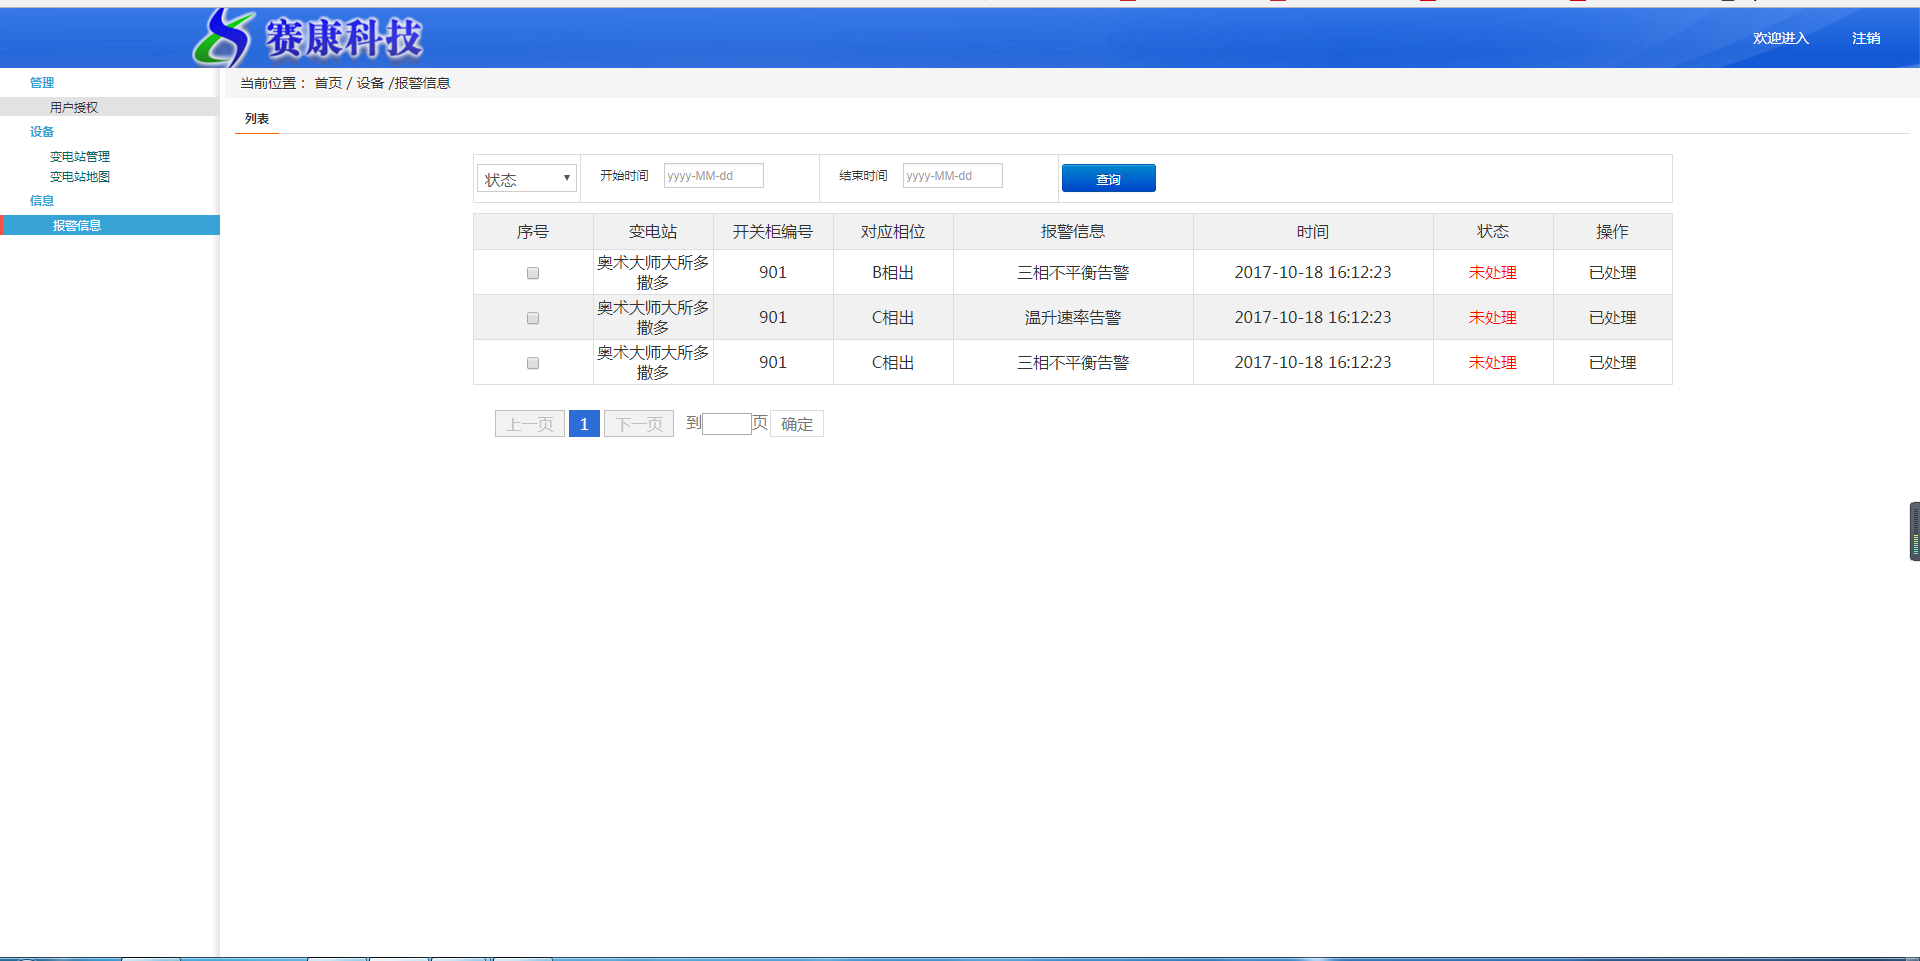 赛康科技
欢迎进入 注销
管理
用户授权
设备
变电站管理
变电站地图
信息
报警信息
当前位置： 首页 / 设备 /报警信息
列表
状态 开始时间 yyyy-MM-dd 结束时间 yyyy-MM-dd 查询
序号 变电站 开关柜编号 对应相位 报警信息 时间 状态 操作
奥术大师大所多
撒多 901 B相出 三相不平衡告警 2017-10-18 16:12:23 未处理 已处理
奥术大师大所多
撒多 901 C相出 温升速率告警 2017-10-18 16:12:23 未处理 已处理
奥术大师大所多
撒多 901 C相出 三相不平衡告警 2017-10-18 16:12:23 未处理 已处理
上一页 1 下一页 到 页 确定